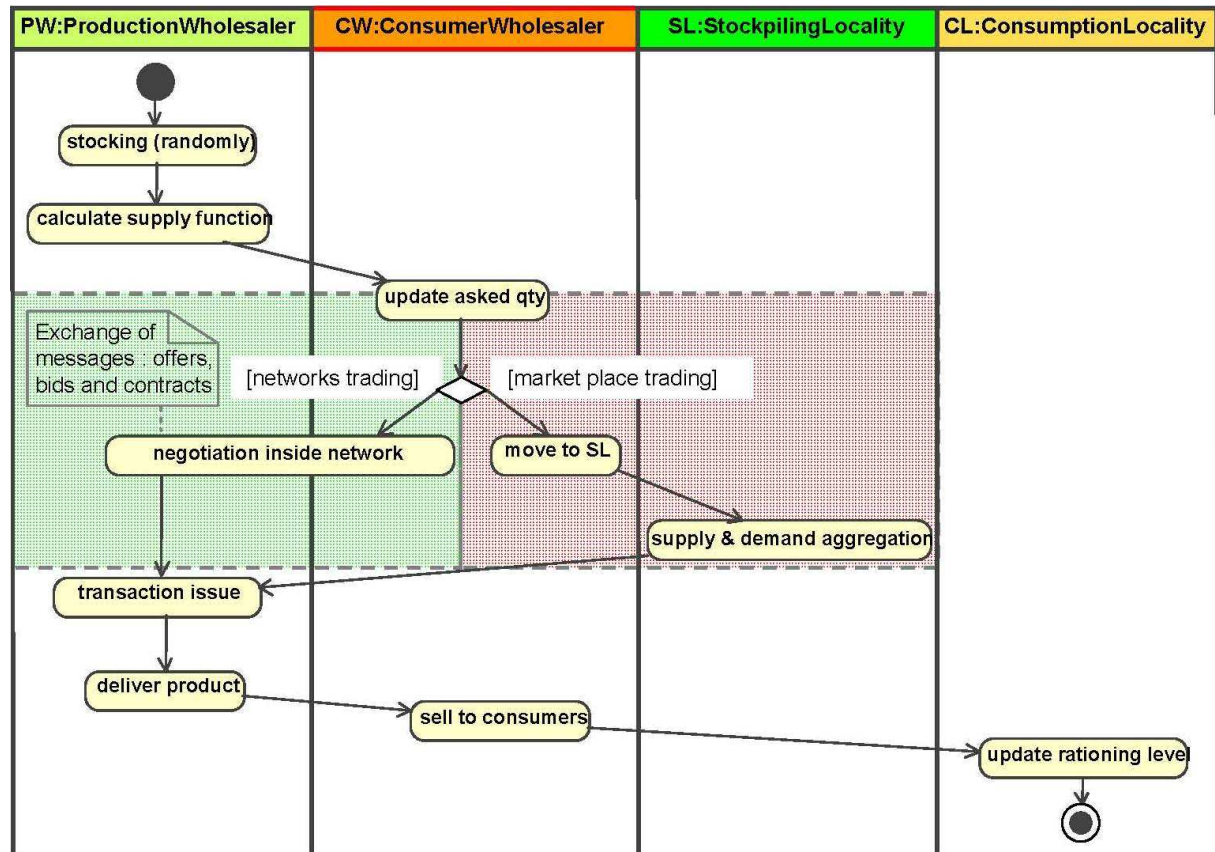 PW:ProductionWholesaler
CW:ConsumerWholesaler
SL:StockpilingLocality
CL:ConsumptionLocality
stocking (randomly)
calculate supply function
update asked qty
Exchange of
messages : offers,
bids and contracts
[networks trading]
[market place trading]
negotiation inside network
move to SL
supply & demand aggregation
transaction issue
deliver product
sell to consumers
update rationing level